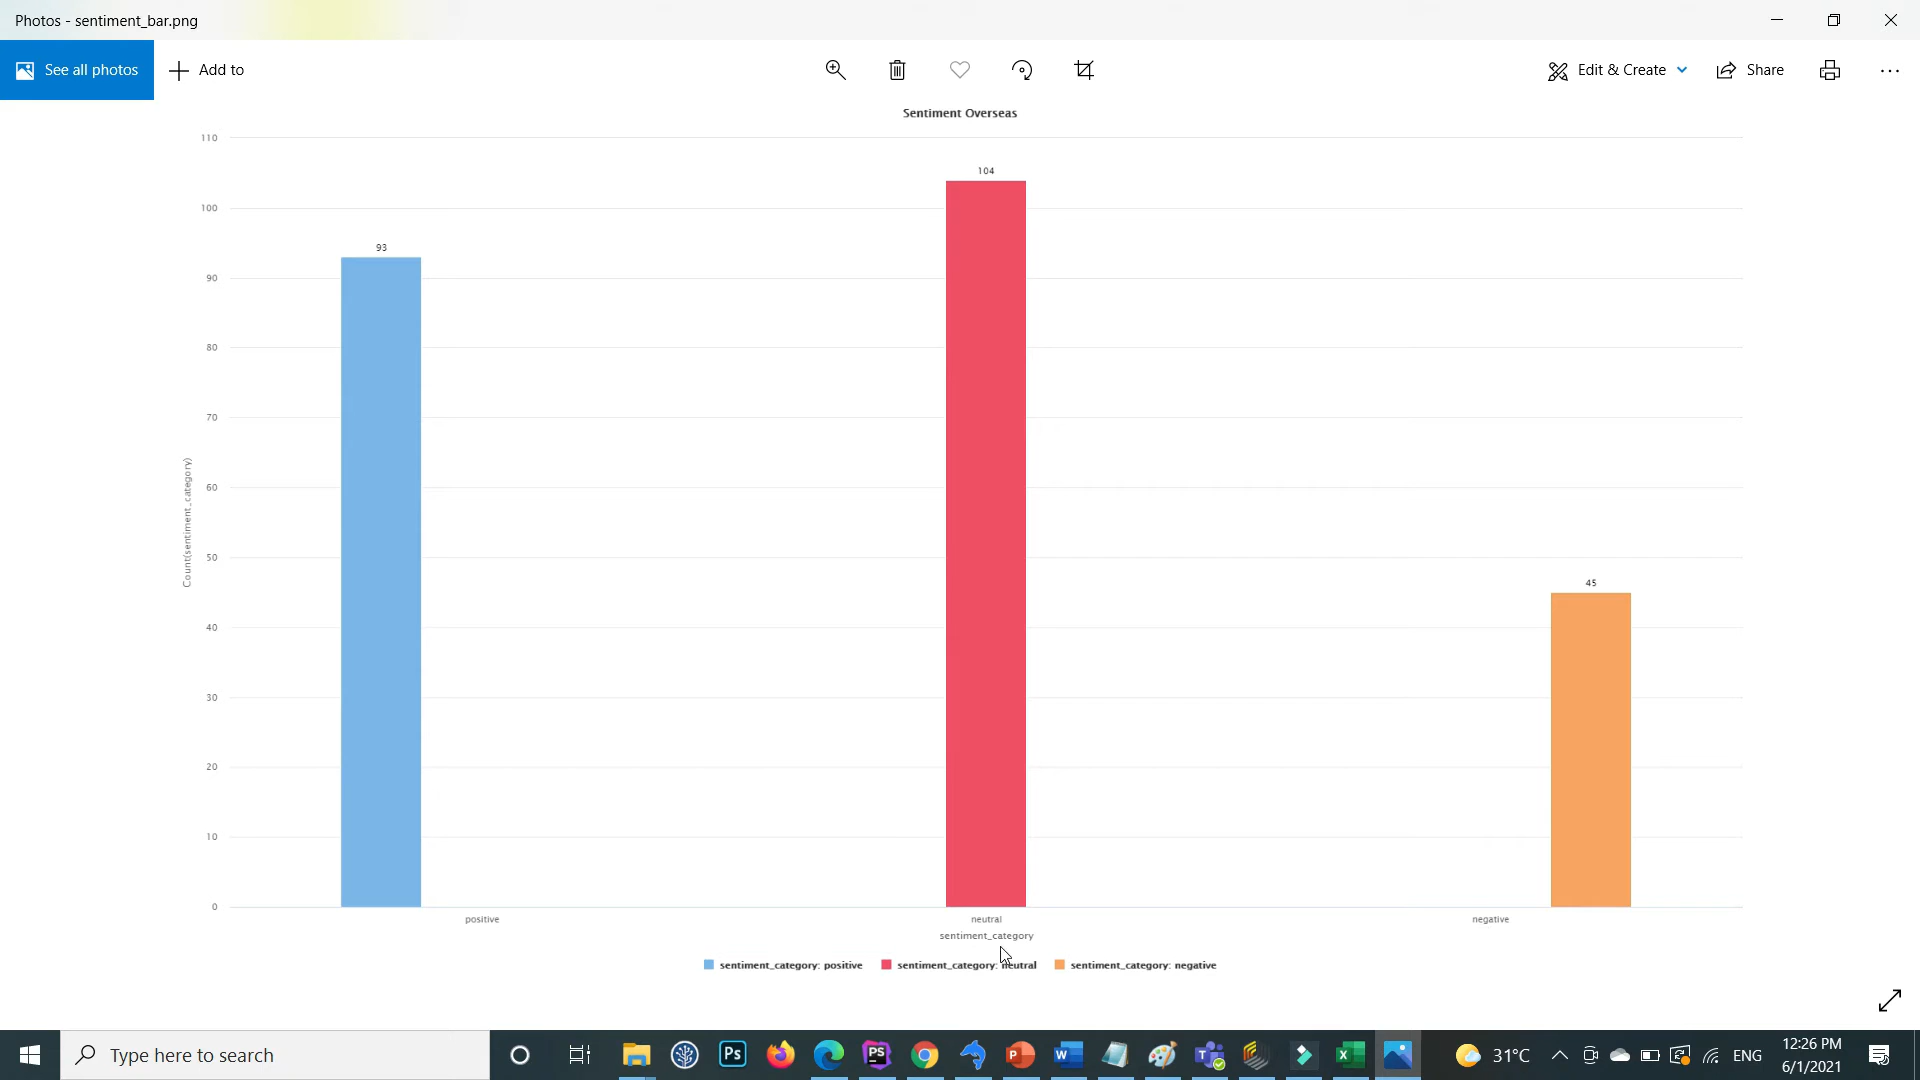 Photos - sentiment_bar.png
See all photos
Add to
Edit & Create
Share
Sentiment Overseas
110
100
90
80
70
60
50
40
30
20
10
0
Count(sentiment_category)
93
104
45
positive
neutral
negative
sentiment_category
sentiment_category: positive
sentiment_category: neutral
sentiment_category: negative
Type here to search
Ps
PS
P
W
T
X
31°C
ENG
12:26 PM
6/1/2021